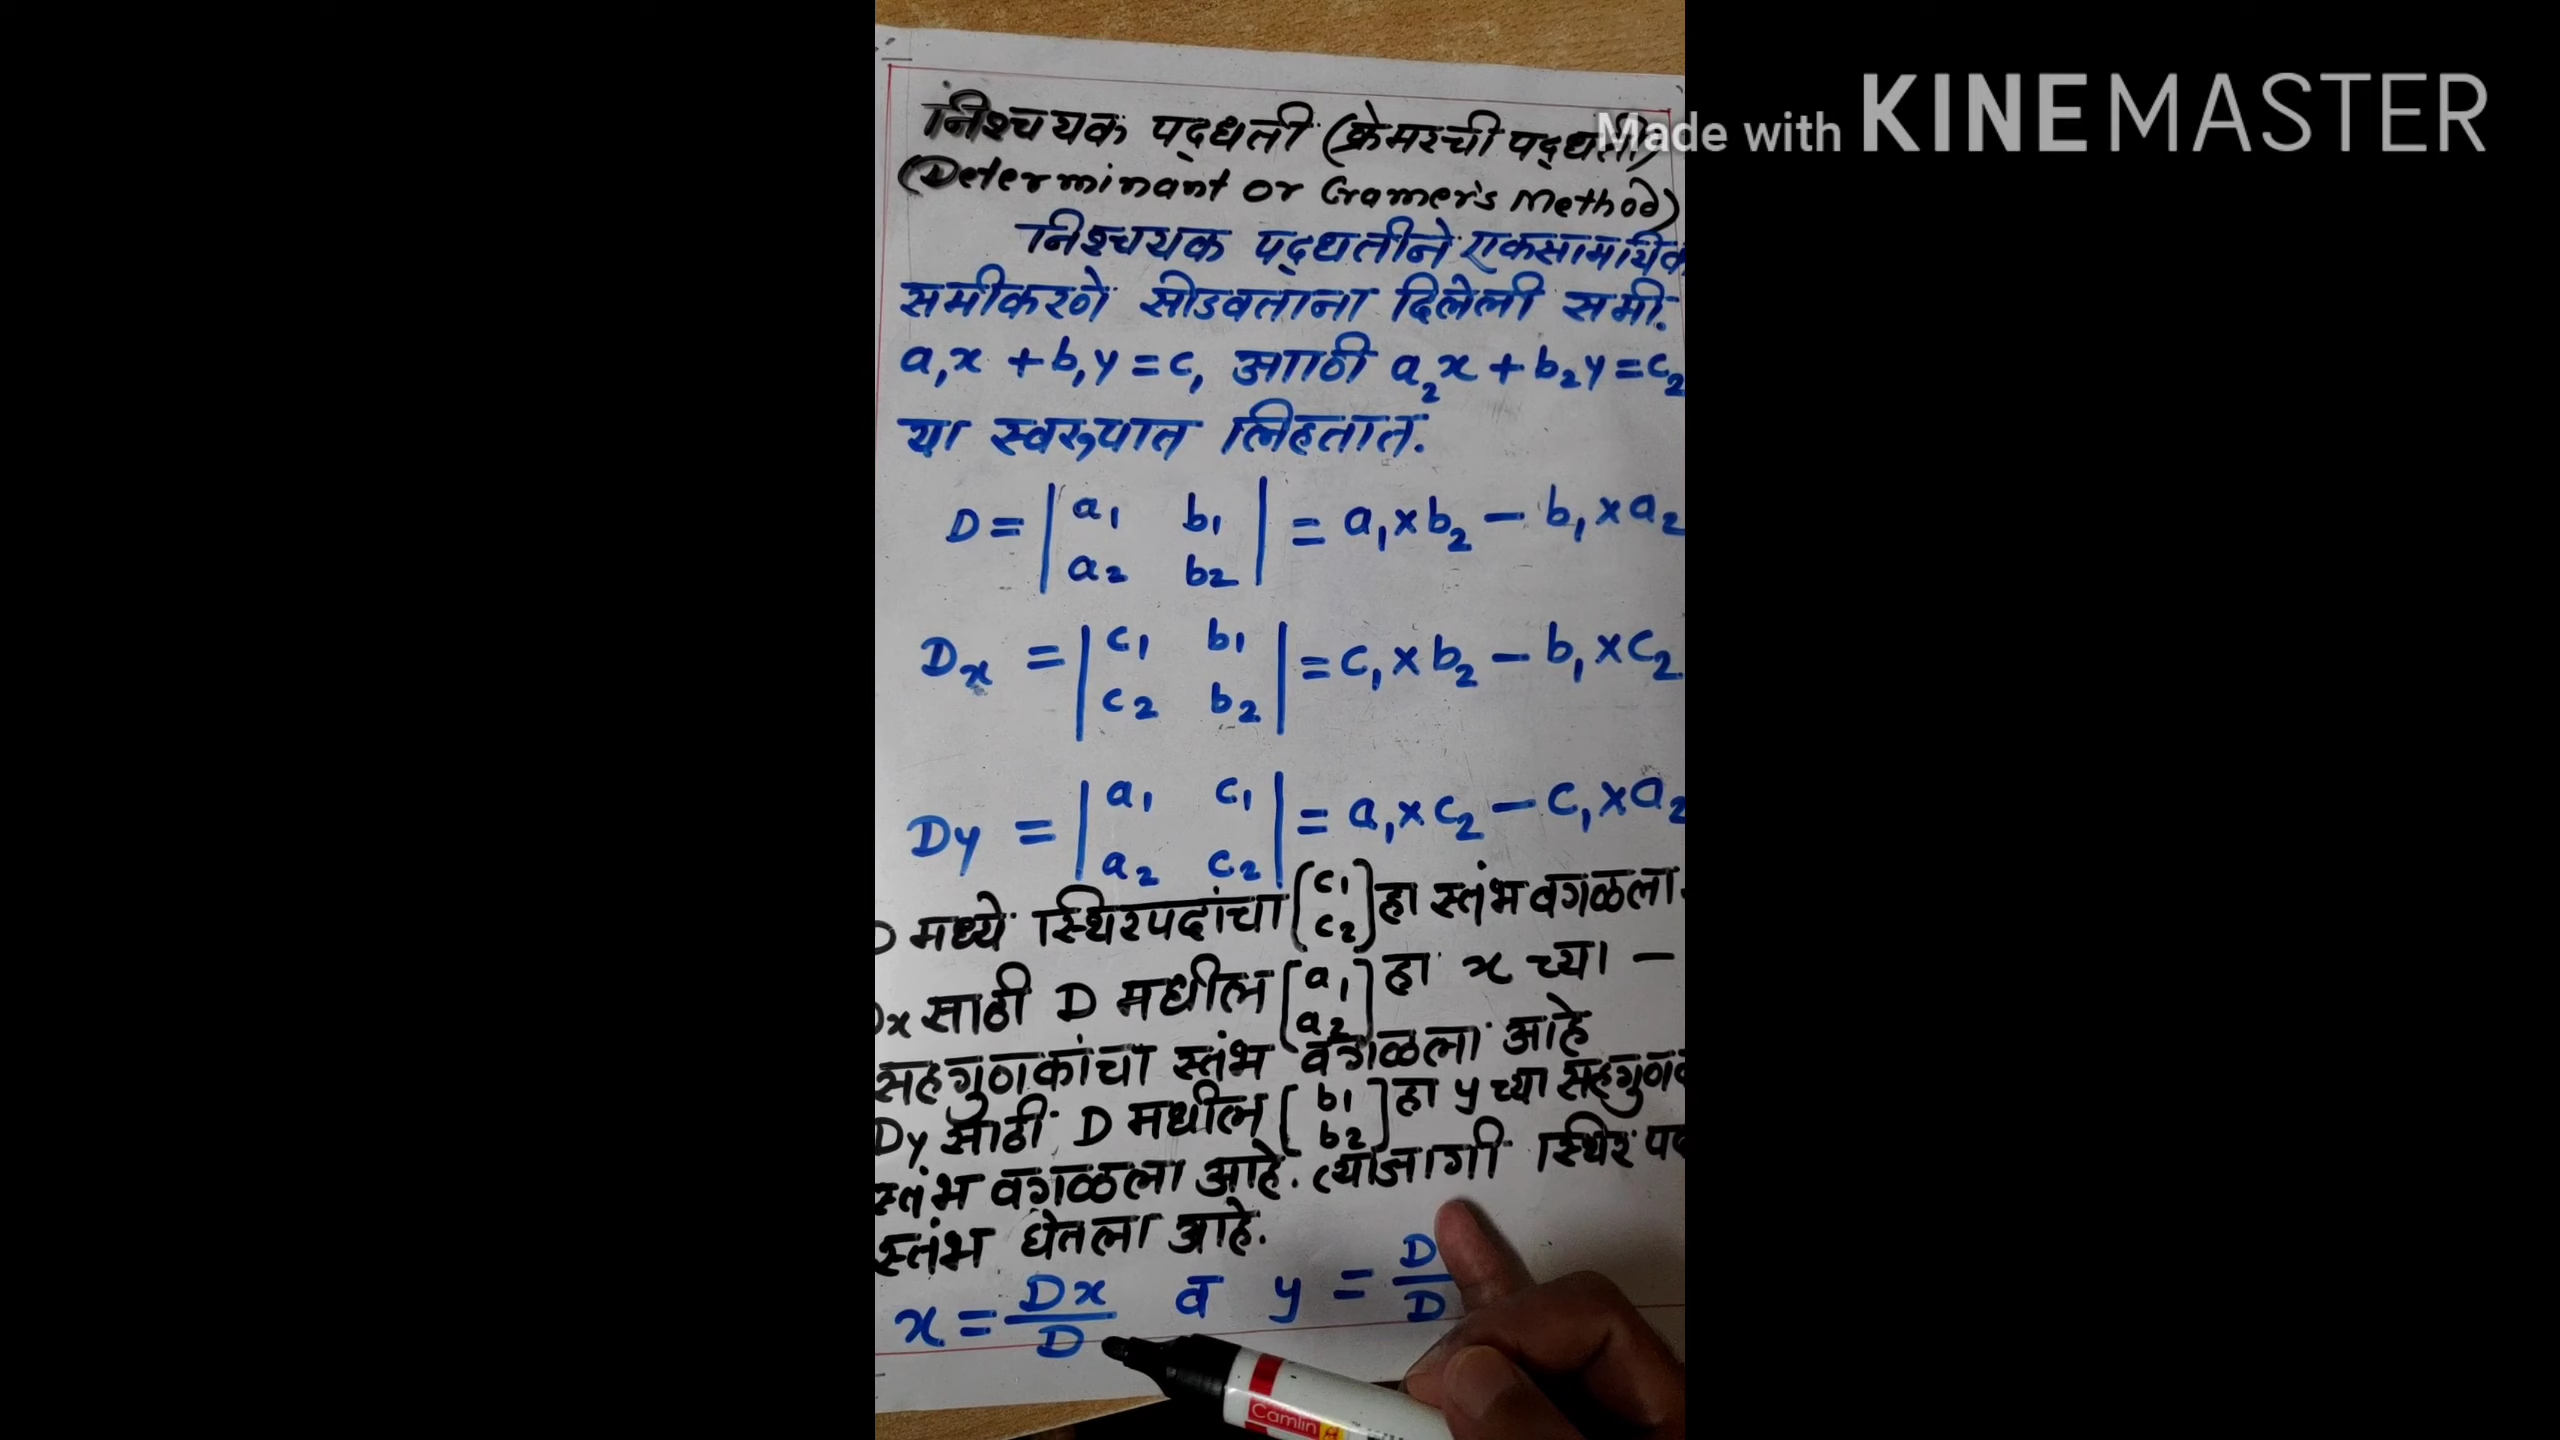 निश्चयक पद्धती (क्रेमरची पद्धती)
Made with KINEMASTER
(Determinant or Cramer's Method)
निश्चयक पद्धतीने एकसामयिक
समीकरणे सोडवताना दिलेली समी.
a₁x + b₁y = c₁ आणि a₂x + b₂y = c₂
या स्वरूपात लिहतात.
D = | a₁ b₁ | = a₁ × b₂ − b₁ × a₂
a₂ b₂
Dx = | c₁ b₁ | = c₁ × b₂ − b₁ × c₂
c₂ b₂
Dy = | a₁ c₁ | = a₁ × c₂ − c₁ × a₂
a₂ c₂
D मध्ये स्थिरपदांचा [c₁ c₂] हा स्तंभ वगळला.
Dx साठी D मधील [a₁ a₂] हा x च्या −
सहगुणकांचा स्तंभ वगळला आहे
Dy साठी D मधील [b₁ b₂] हा y च्या सहगुणक
स्तंभ वगळला आहे. त्याजागी स्थिर पद
स्तंभ घेतला आहे.
x = Dx/D व y = D/D
Camlin